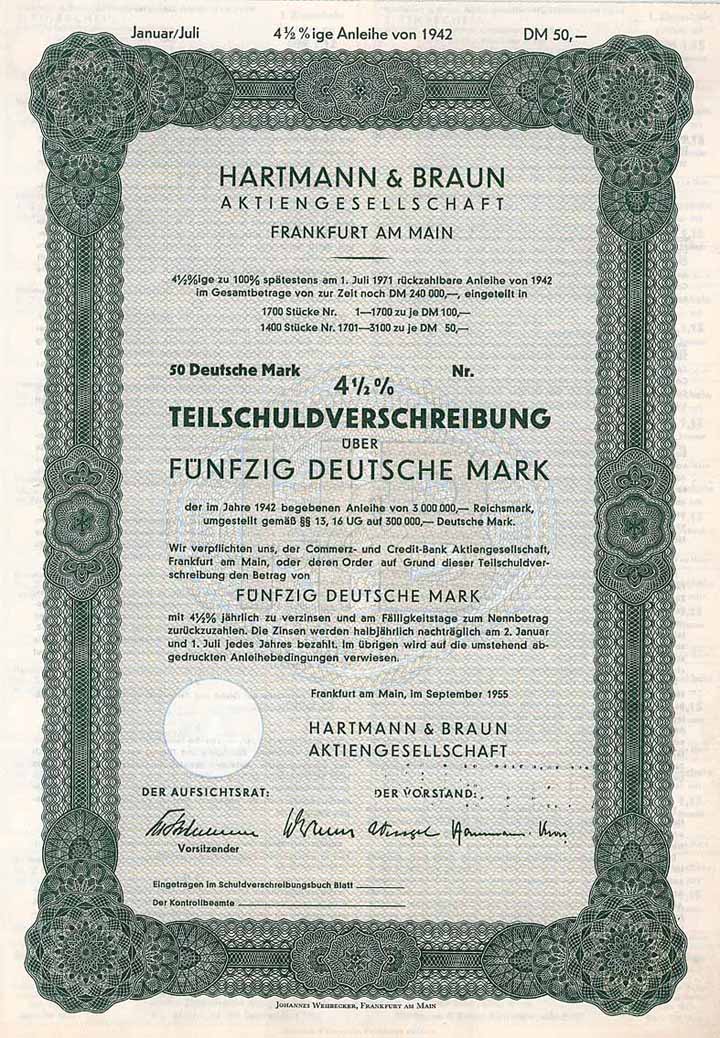 Januar/Juli 4½%ige Anleihe von 1942 DM 50,—
HARTMANN & BRAUN
AKTIENGESELLSCHAFT
FRANKFURT AM MAIN
4½%ige zu 100% spätestens am 1. Juli 1971 rückzahlbare Anleihe von 1942
im Gesamtbetrage von zur Zeit noch DM 240 000,—, eingeteilt in
1700 Stücke Nr. 1—1700 zu je DM 100,—
1400 Stücke Nr. 1701—3100 zu je DM 50,—
50 Deutsche Mark Nr.
4½%
TEILSCHULDVERSCHREIBUNG
ÜBER
FÜNFZIG DEUTSCHE MARK
der im Jahre 1942 begebenen Anleihe von 3 000 000,— Reichsmark,
umgestellt gemäß §§ 13, 16 UG auf 300 000,— Deutsche Mark.
Wir verpflichten uns, der Commerz- und Credit-Bank Aktiengesellschaft,
Frankfurt am Main, oder deren Order auf Grund dieser Teilschuldver-
schreibung den Betrag von
FÜNFZIG DEUTSCHE MARK
mit 4½% jährlich zu verzinsen und am Fälligkeitstage zum Nennbetrag
zurückzuzahlen. Die Zinsen werden halbjährlich nachträglich am 2. Januar
und 1. Juli jedes Jahres bezahlt. Im übrigen wird auf die umstehend ab-
gedruckten Anleihebedingungen verwiesen.
Frankfurt am Main, im September 1955
HARTMANN & BRAUN
AKTIENGESELLSCHAFT
DER AUFSICHTSRAT: DER VORSTAND:
Vorsitzender
Eingetragen im Schuldverschreibungsbuch Blatt
Der Kontrollbeamte
JOHANNES WEISBECKER, FRANKFURT AM MAIN